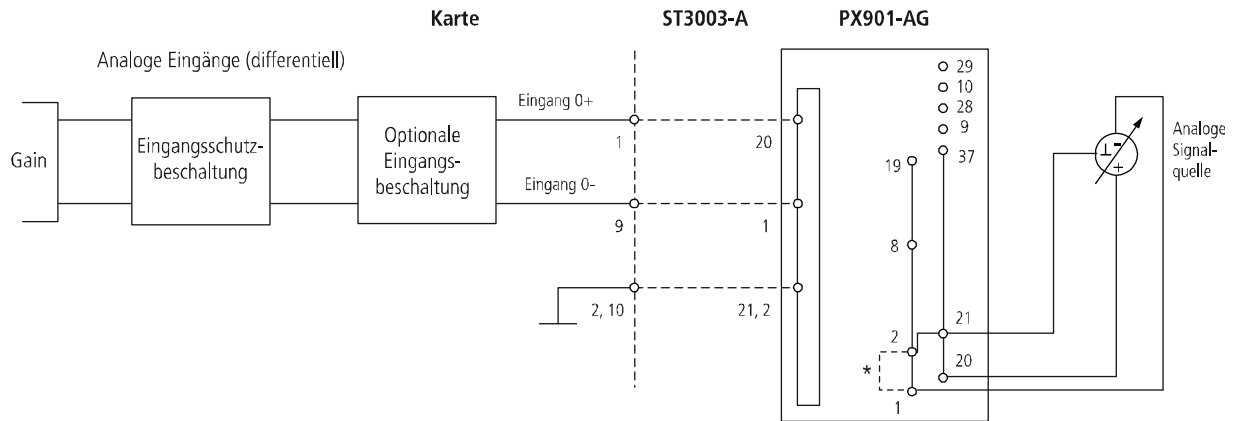 Karte
ST3003-A
PX901-AG
Analoge Eingänge (differentiell)
Gain
Eingangsschutz-
beschaltung
Optionale
Eingangs-
beschaltung
Eingang 0+
Eingang 0-
1
9
2, 10
20
1
21, 2
29
10
28
9
37
19
8
21
2
20
*
1
⊥
-
+
Analoge
Signal-
quelle